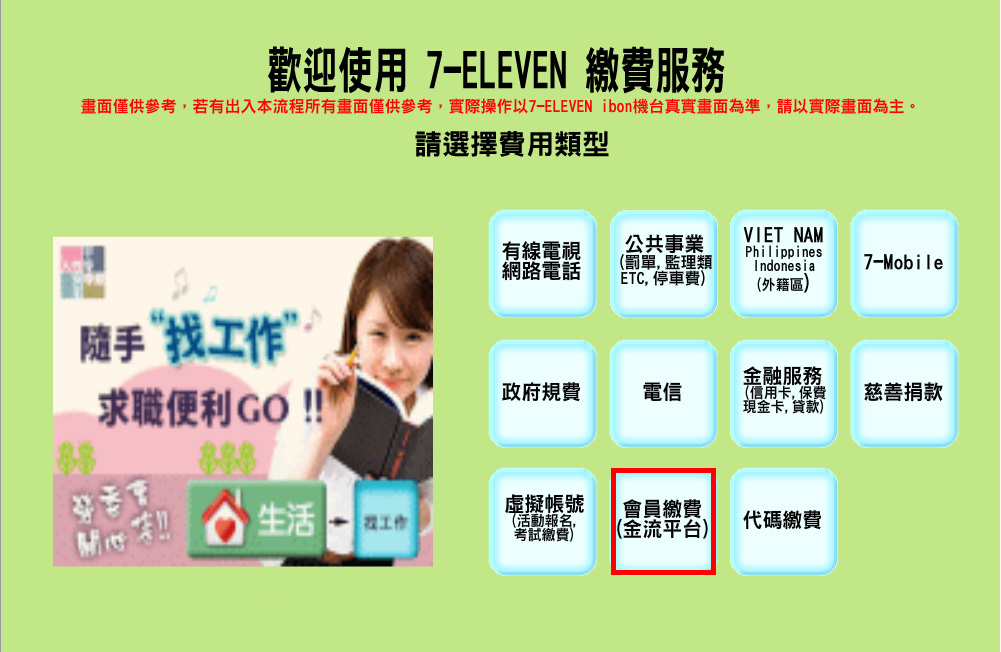 歡迎使用 7-ELEVEN 繳費服務
畫面僅供參考，若有出入本流程所有畫面僅供參考，實際操作以7-ELEVEN ibon機台真實畫面為準，請以實際畫面為主。
請選擇費用類型
隨手“找工作”
求職便利GO !!
生活
找工作
有線電視
網路電話
公共事業
(罰單,監理類
ETC,停車費)
VIET NAM
Philippines
Indonesia
(外籍區)
7-Mobile
政府規費
電信
金融服務
(信用卡,保費
現金卡,貸款)
慈善捐款
虛擬帳號
(活動報名,
考試繳費)
會員繳費
(金流平台)
代碼繳費